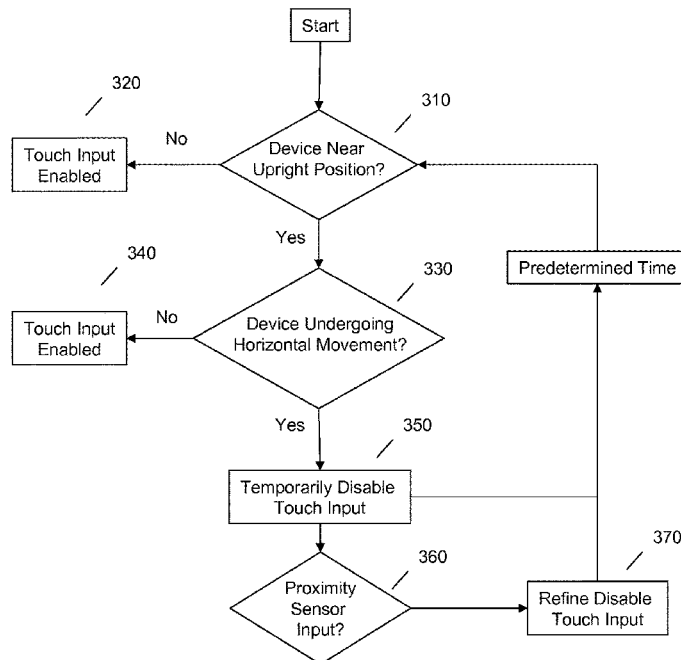 Start
320
310
No
Touch Input
Enabled
Device Near
Upright Position?
Yes
340
330
Predetermined Time
No
Touch Input
Enabled
Device Undergoing
Horizontal Movement?
Yes
350
Temporarily Disable
Touch Input
360
370
Proximity
Sensor
Input?
Refine Disable
Touch Input